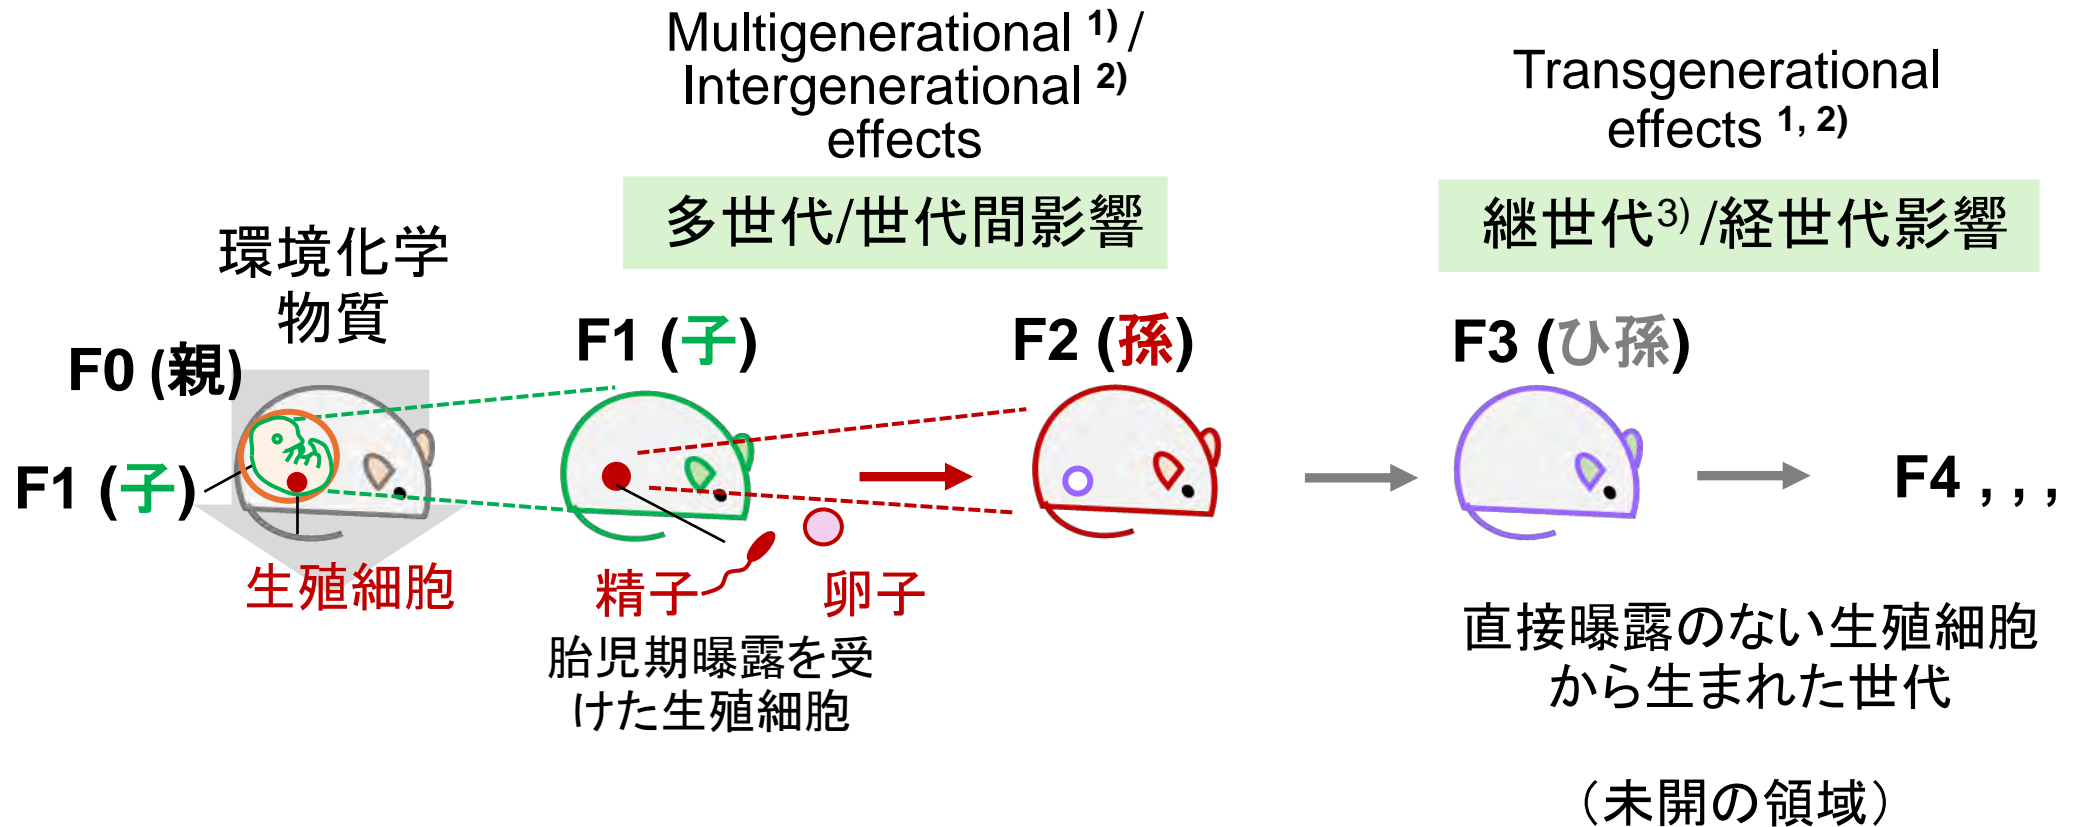 Multigenerational 1) /
Intergenerational 2)
effects
Transgenerational
effects 1, 2)
多世代/世代間影響
継世代3) /経世代影響
環境化学
物質
F0 (親)
F1 (子)
F2 (孫)
F3 (ひ孫)
F1 (子)
F4 , , ,
生殖細胞
精子
卵子
胎児期曝露を受
けた生殖細胞
直接曝露のない生殖細胞
から生まれた世代
（未開の領域）